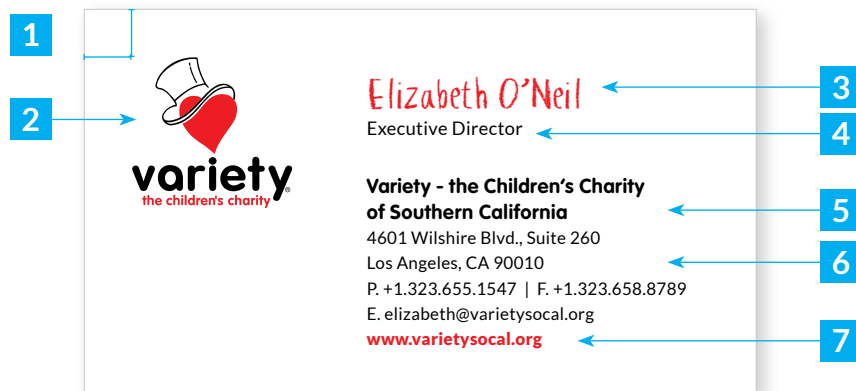 1
2
variety®
the children's charity
Elizabeth O'Neil
3
Executive Director
4
Variety - the Children's Charity
of Southern California
5
4601 Wilshire Blvd., Suite 260
Los Angeles, CA 90010
6
P. +1.323.655.1547 | F. +1.323.658.8789
E. elizabeth@varietysocal.org
www.varietysocal.org
7